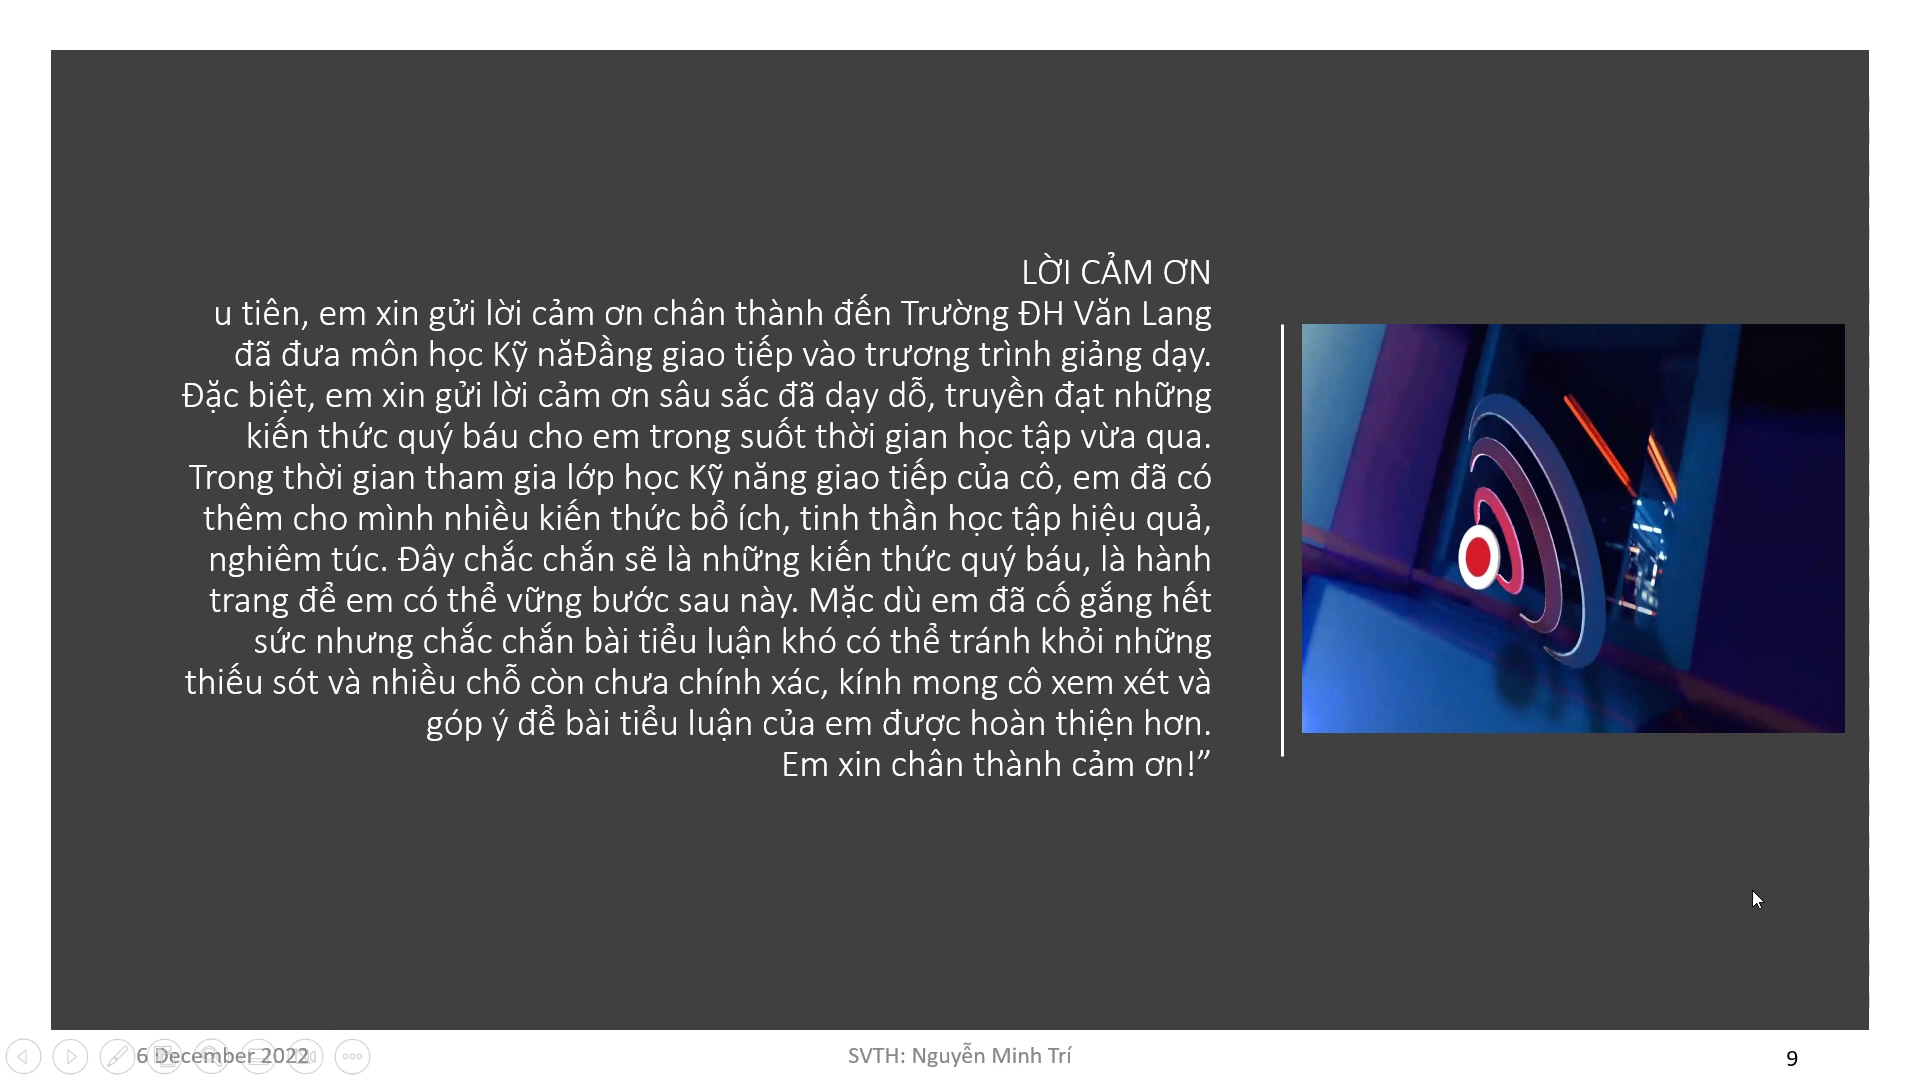 LỜI CẢM ƠN
u tiên, em xin gửi lời cảm ơn chân thành đến Trường ĐH Văn Lang
đã đưa môn học Kỹ năĐầng giao tiếp vào trương trình giảng dạy.
Đặc biệt, em xin gửi lời cảm ơn sâu sắc đã dạy dỗ, truyền đạt những
kiến thức quý báu cho em trong suốt thời gian học tập vừa qua.
Trong thời gian tham gia lớp học Kỹ năng giao tiếp của cô, em đã có
thêm cho mình nhiều kiến thức bổ ích, tinh thần học tập hiệu quả,
nghiêm túc. Đây chắc chắn sẽ là những kiến thức quý báu, là hành
trang để em có thể vững bước sau này. Mặc dù em đã cố gắng hết
sức nhưng chắc chắn bài tiểu luận khó có thể tránh khỏi những
thiếu sót và nhiều chỗ còn chưa chính xác, kính mong cô xem xét và
góp ý để bài tiểu luận của em được hoàn thiện hơn.
Em xin chân thành cảm ơn!”
6 December 2022
SVTH: Nguyễn Minh Trí
9